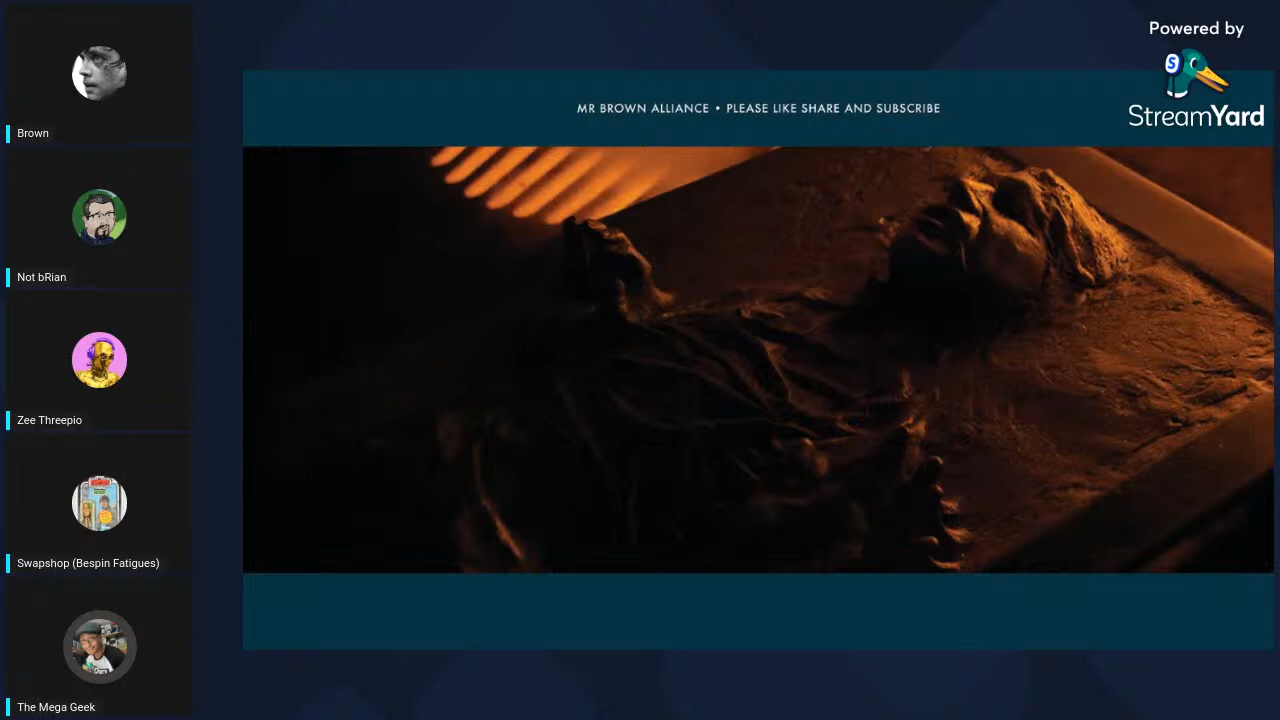 Powered by
StreamYard
MR BROWN ALLIANCE • PLEASE LIKE SHARE AND SUBSCRIBE
Brown
Not bRian
Zee Threepio
Swapshop (Bespin Fatigues)
The Mega Geek